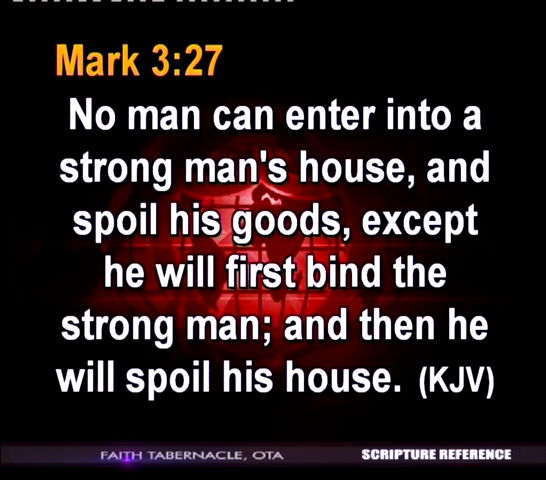 Mark 3:27
No man can enter into a
strong man's house, and
spoil his goods, except
he will first bind the
strong man; and then he
will spoil his house. (KJV)
FAITH TABERNACLE, OTA
SCRIPTURE REFERENCE